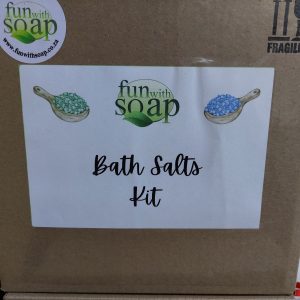 fun with
soap
www.funwithsoap.co.za
FRAGILE
fun with
soap
Bath Salts
Kit